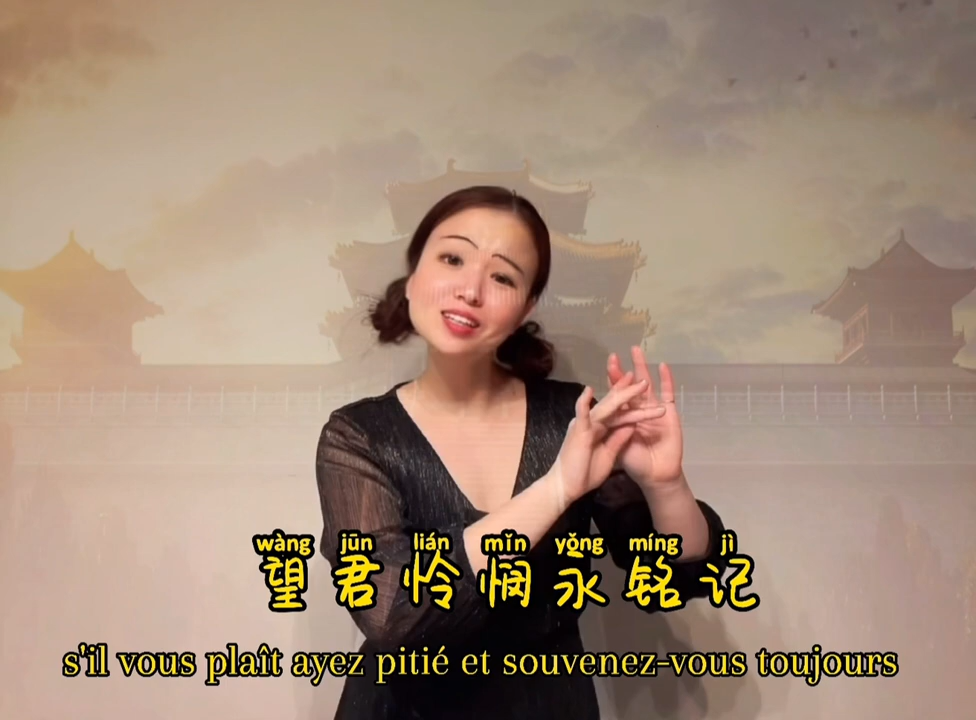 wàng jūn lián mǐn yǒng míng jì
望君怜悯永铭记
s'il vous plaît ayez pitié et souvenez-vous toujours